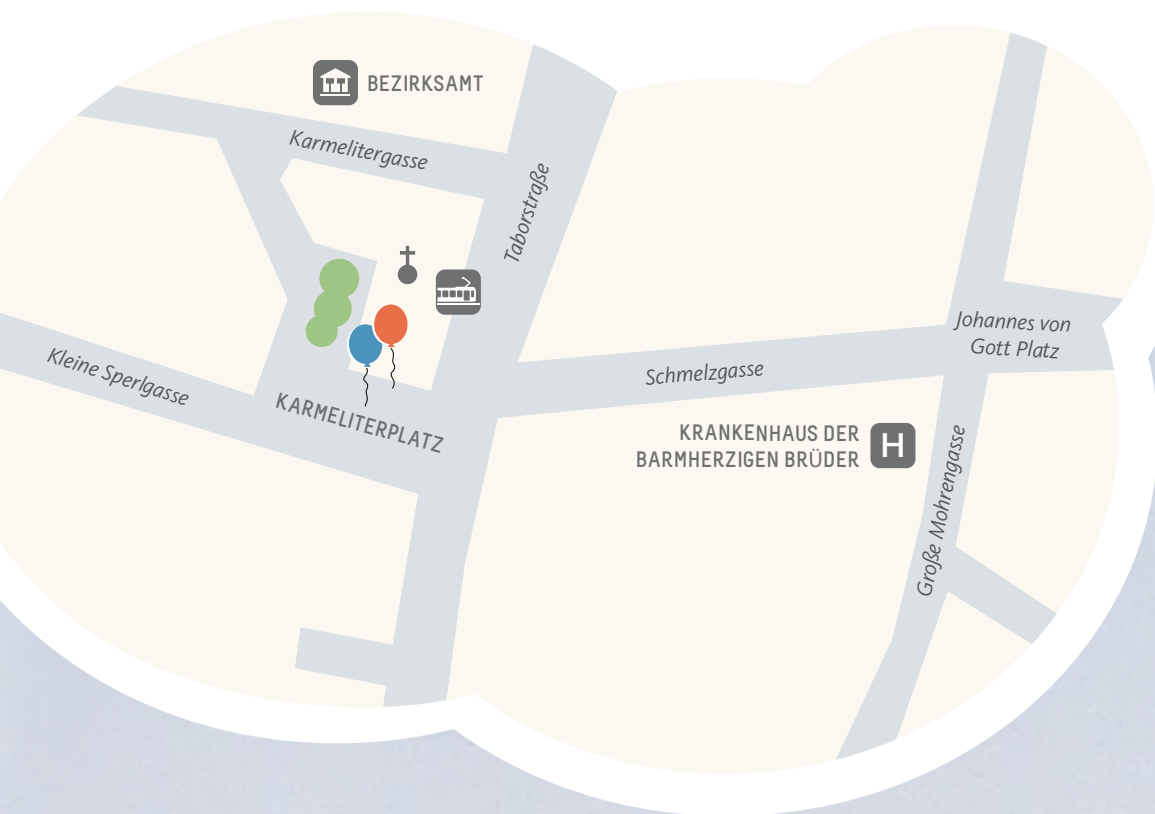 BEZIRKSAMT
Karmelitergasse
Taborstraße
Johannes von
Gott Platz
Kleine Sperlgasse
Schmelzgasse
KARMELITERPLATZ
KRANKENHAUS DER
BARMHERZIGEN BRÜDER
H
Große Mohrengasse